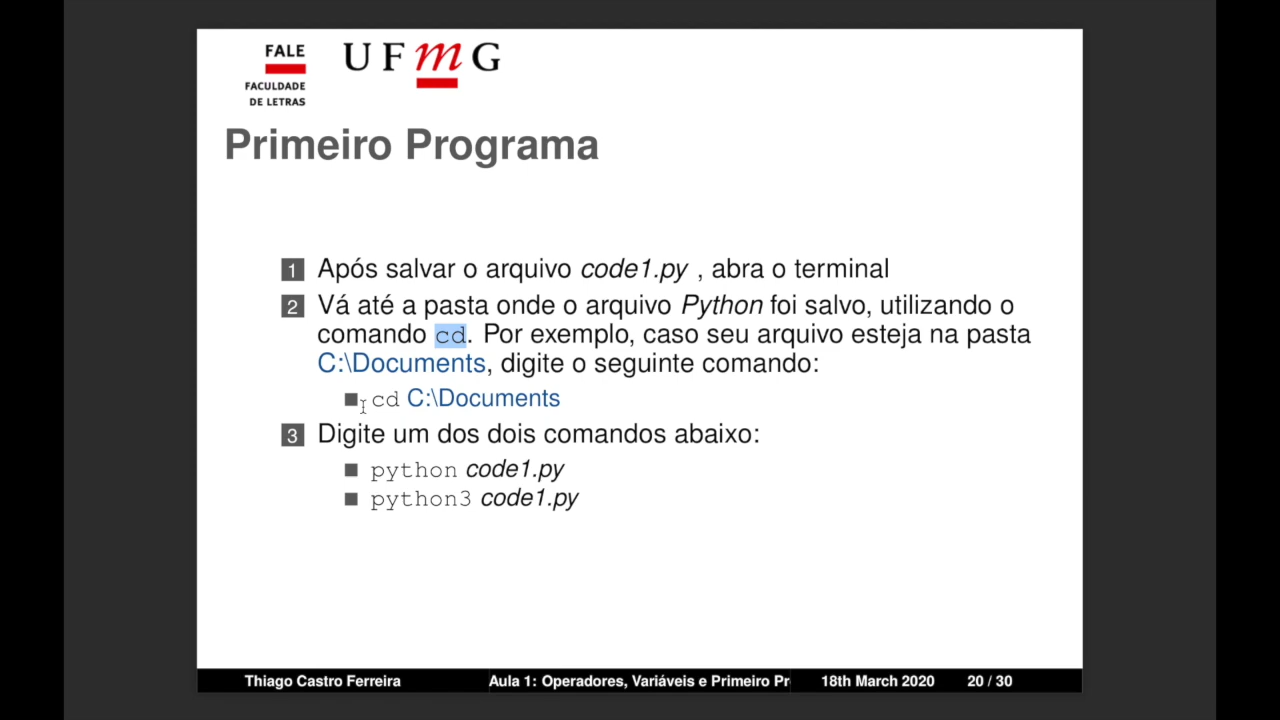 FALE
FACULDADE
DE LETRAS
UFmG
Primeiro Programa
1 Após salvar o arquivo code1.py , abra o terminal
2 Vá até a pasta onde o arquivo Python foi salvo, utilizando o
comando cd. Por exemplo, caso seu arquivo esteja na pasta
C:\Documents, digite o seguinte comando:
cd C:\Documents
3 Digite um dos dois comandos abaixo:
python code1.py
python3 code1.py
Thiago Castro Ferreira
Aula 1: Operadores, Variáveis e Primeiro Pr
18th March 2020
20 / 30